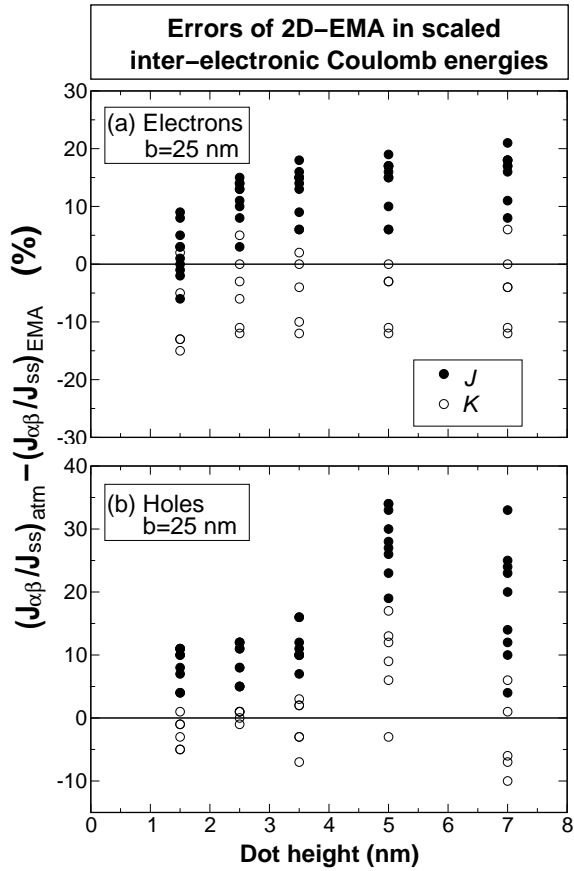 Errors of 2D−EMA in scaled
inter−electronic Coulomb energies
(Jαβ/Jss)atm−(Jαβ/Jss)EMA (%)
30
20
10
0
-10
-20
-30
(a) Electrons
b=25 nm
J
K
40
30
20
10
0
-10
(b) Holes
b=25 nm
0 1 2 3 4 5 6 7 8
Dot height (nm)